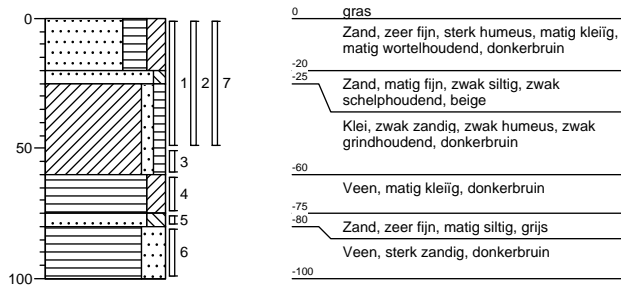 0
50
100
1
2
7
3
4
5
6
0 gras
Zand, zeer fijn, sterk humeus, matig kleiïg,
matig wortelhoudend, donkerbruin
-20
-25
Zand, matig fijn, zwak siltig, zwak
schelphoudend, beige
Klei, zwak zandig, zwak humeus, zwak
grindhoudend, donkerbruin
-60
Veen, matig kleiïg, donkerbruin
-75
-80
Zand, zeer fijn, matig siltig, grijs
Veen, sterk zandig, donkerbruin
-100